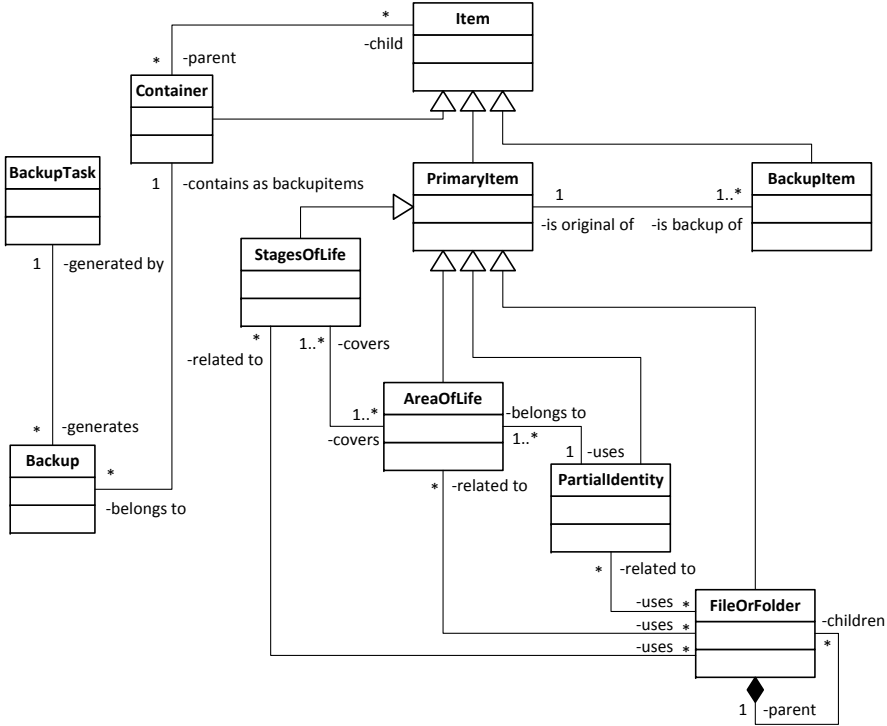 Item
*
-child
*
-parent
Container
BackupTask
1
-contains as backupitems
PrimaryItem
1
1..*
BackupItem
-is original of
-is backup of
StagesOfLife
1
-generated by
*
1..*
-covers
-related to
AreaOfLife
1..*
-covers
-belongs to
1..*
*
-generates
1
-uses
Backup
*
*
-related to
PartialIdentity
-belongs to
*
-related to
-uses
*
FileOrFolder
-children
-uses
*
*
-uses
*
1
-parent